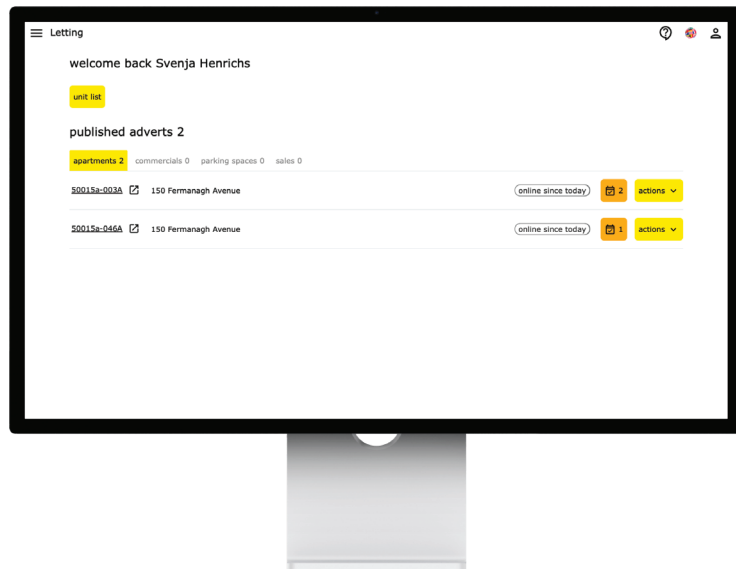 Letting
welcome back Svenja Henrichs
unit list
published adverts 2
apartments 2 commercials 0 parking spaces 0 sales 0
50015a-003A 150 Fermanagh Avenue online since today 2 actions
50015a-046A 150 Fermanagh Avenue online since today 1 actions